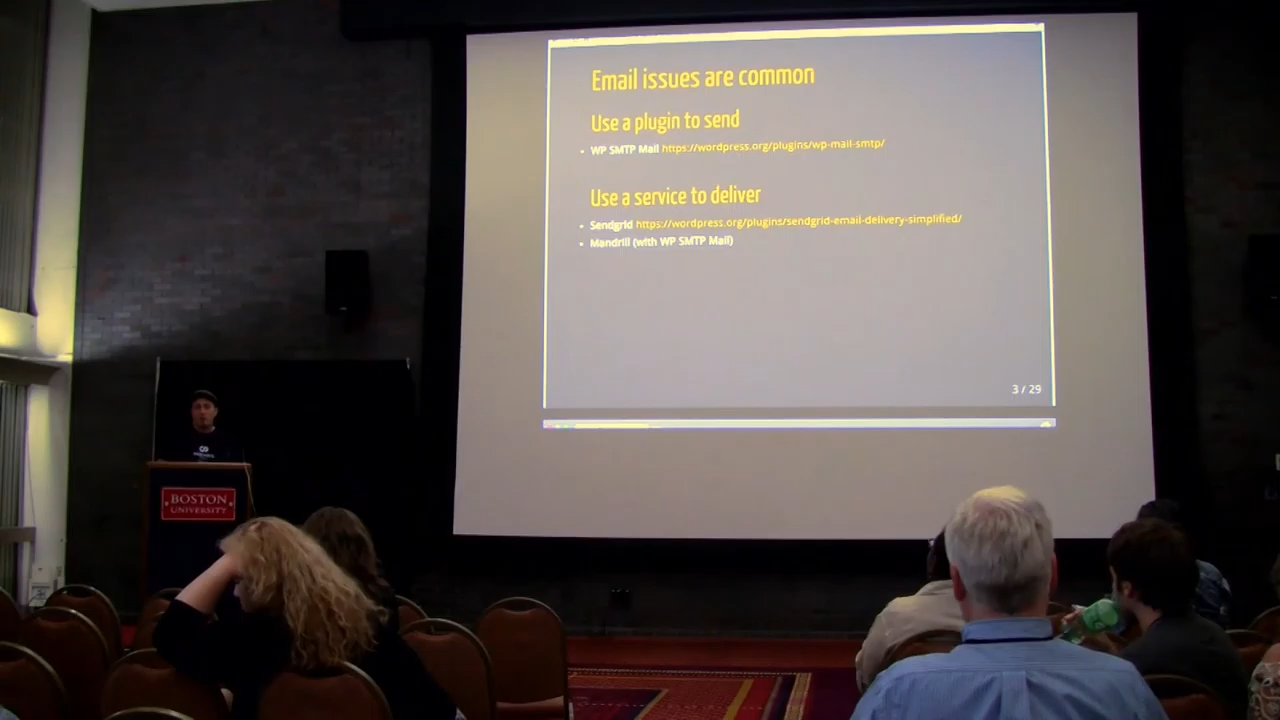 Email issues are common
Use a plugin to send
• WP SMTP Mail https://wordpress.org/plugins/wp-mail-smtp/
Use a service to deliver
• Sendgrid https://wordpress.org/plugins/sendgrid-email-delivery-simplified/
• Mandrill (with WP SMTP Mail)
3 / 29
BOSTON
UNIVERSITY